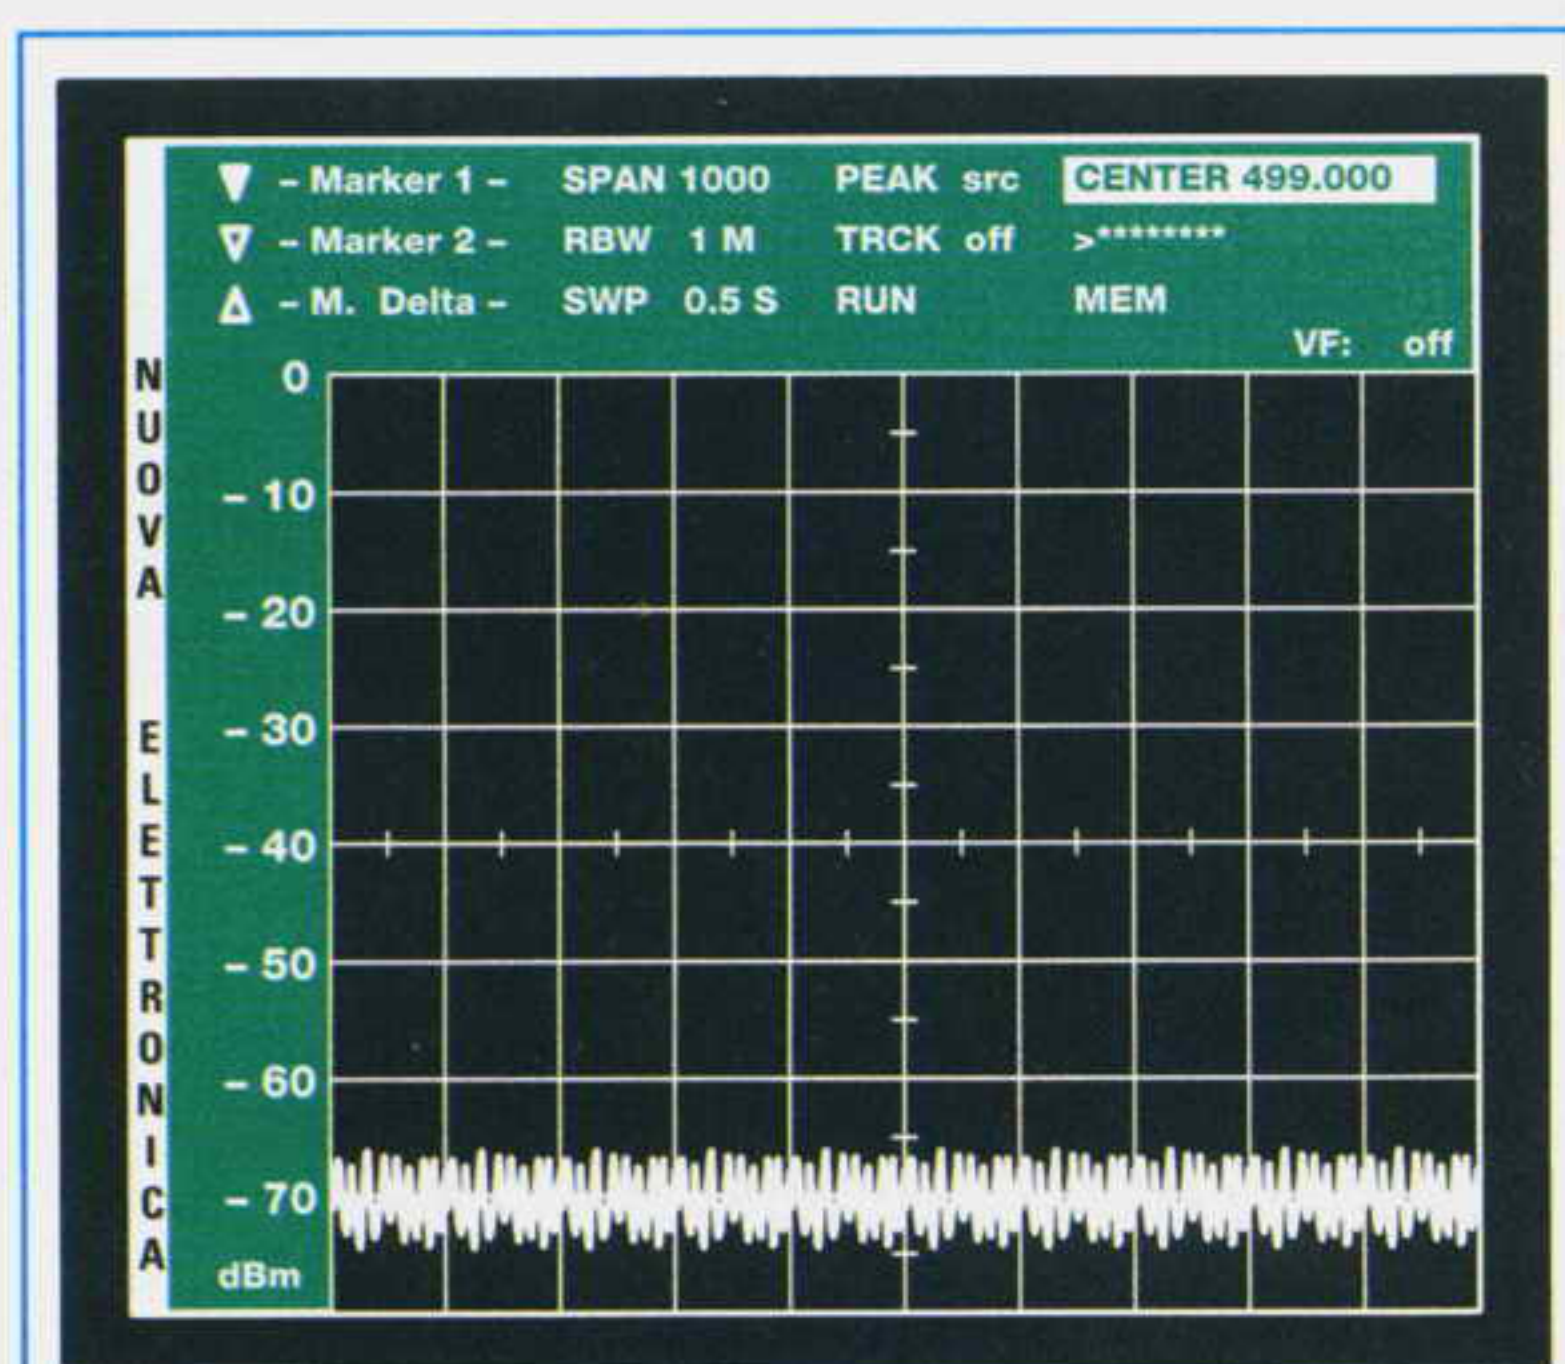 – Marker 1 – SPAN 1000 PEAK src CENTER 499.000
– Marker 2 – RBW 1 M TRCK off >********
– M. Delta – SWP 0.5 S RUN MEM
VF: off
NUOVA ELETTRONICA
0
– 10
– 20
– 30
– 40
– 50
– 60
– 70
dBm